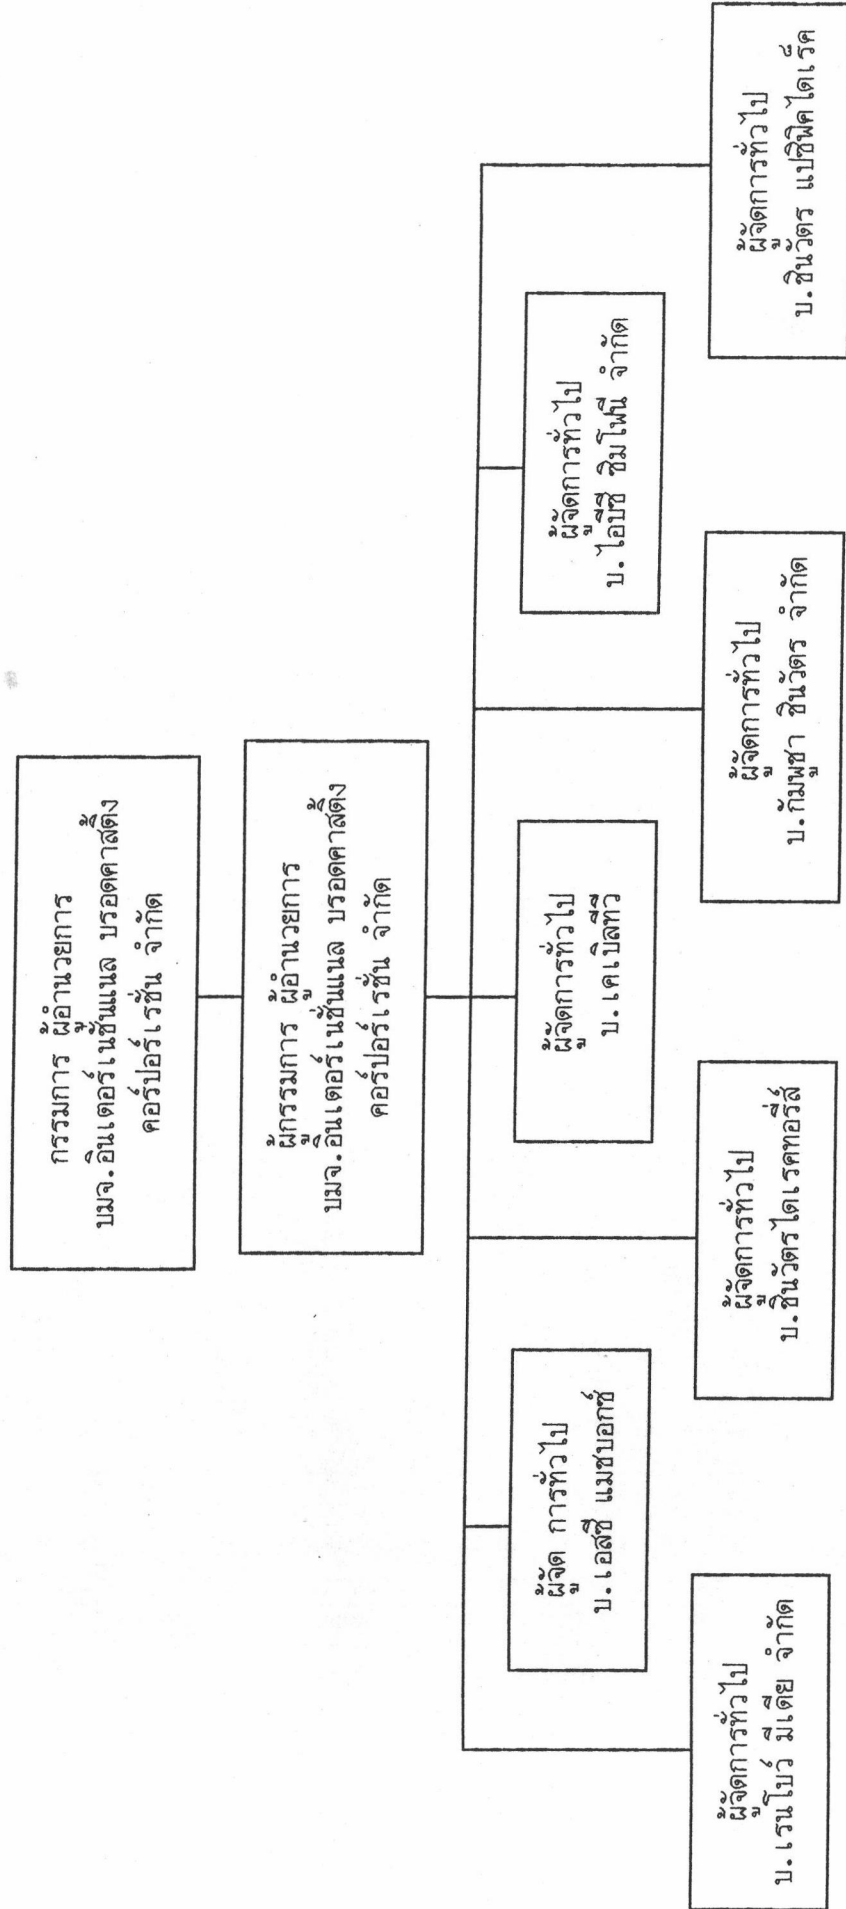 กรรมการ ผู้อำนวยการ
บมจ.อินเตอร์เนชั่นแนล บรอดคาสติ้ง
คอร์ปอร์เรชั่น จำกัด
ผู้กรรมการ ผู้อำนวยการ
บมจ.อินเตอร์เนชั่นแนล บรอดคาสติ้ง
คอร์ปอร์เรชั่น จำกัด
ผู้จัด การทั่วไป
บ.เอสซี แมชบอกซ์
ผู้จัดการทั่วไป
บ.เคเบิลทีวี
ผู้จัดการทั่วไป
บ.ไอบีซี ซิมโฟนี จำกัด
ผู้จัดการทั่วไป
บ.เรนโบว์ มีเดีย จำกัด
ผู้จัดการทั่วไป
บ.ชินวัตรไดเรคทอรี่ส์
ผู้จัดการทั่วไป
บ.กัมพูชา ชินวัตร จำกัด
ผู้จัดการทั่วไป
บ.ชินวัตร แปซิฟิคไดเร็ค